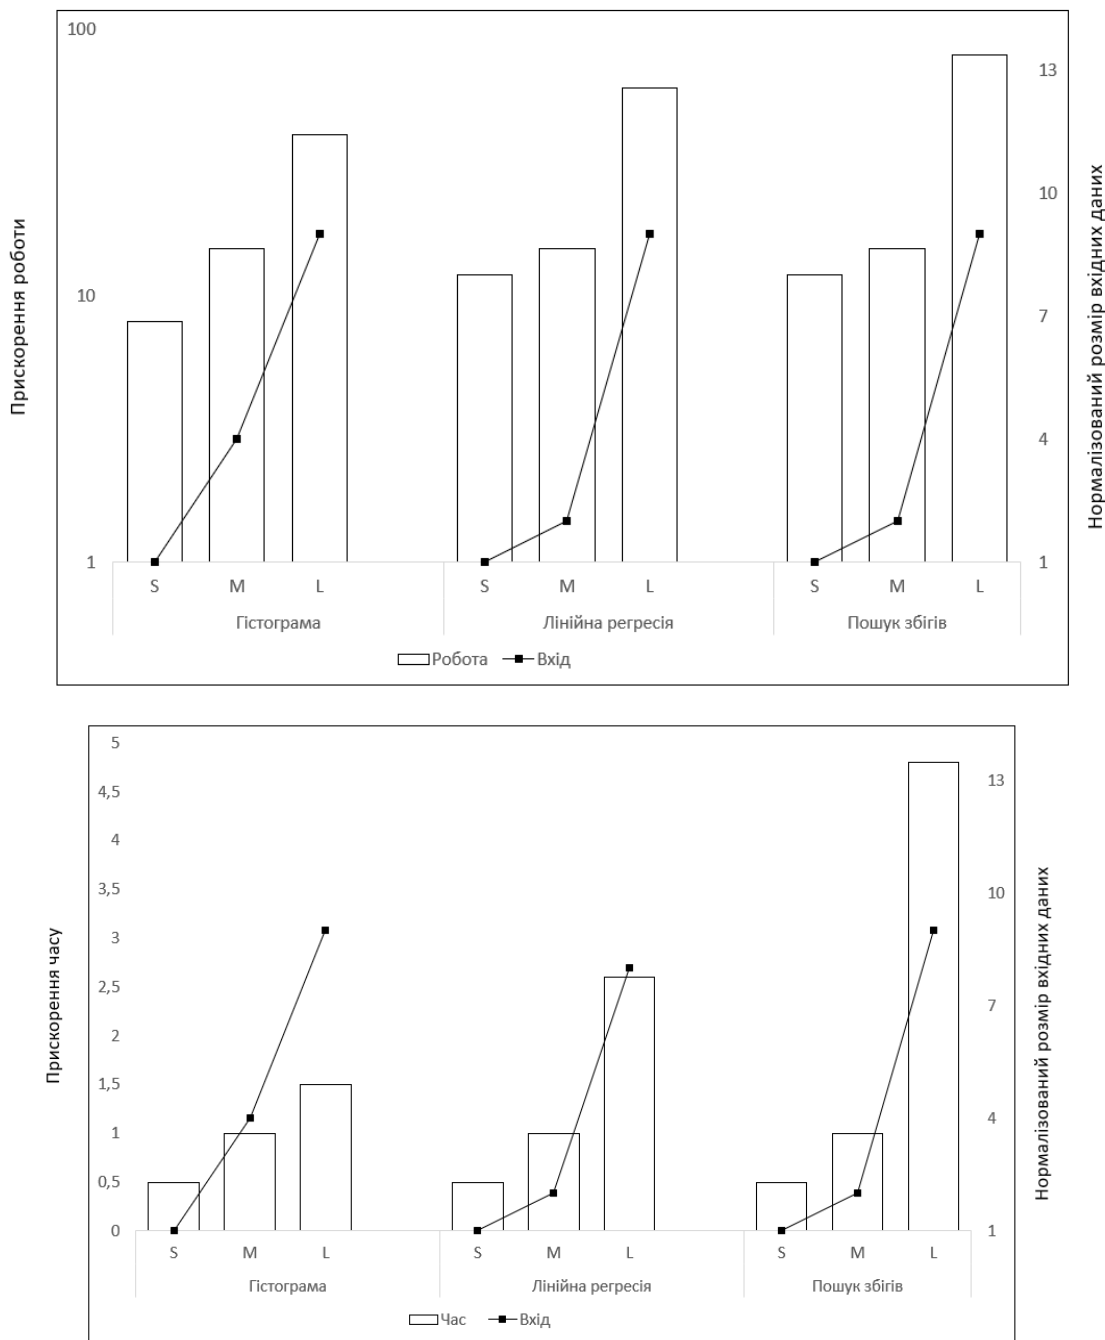 100
10
1
Прискорення роботи
13
10
7
4
1
Нормалізований розмір вхідних даних
S M L S M L S M L
Гістограма Лінійна регресія Пошук збігів
Робота Вхід
5
4,5
4
3,5
3
2,5
2
1,5
1
0,5
0
Прискорення часу
13
10
7
4
1
Нормалізований розмір вхідних даних
S M L S M L S M L
Гістограма Лінійна регресія Пошук збігів
Час Вхід